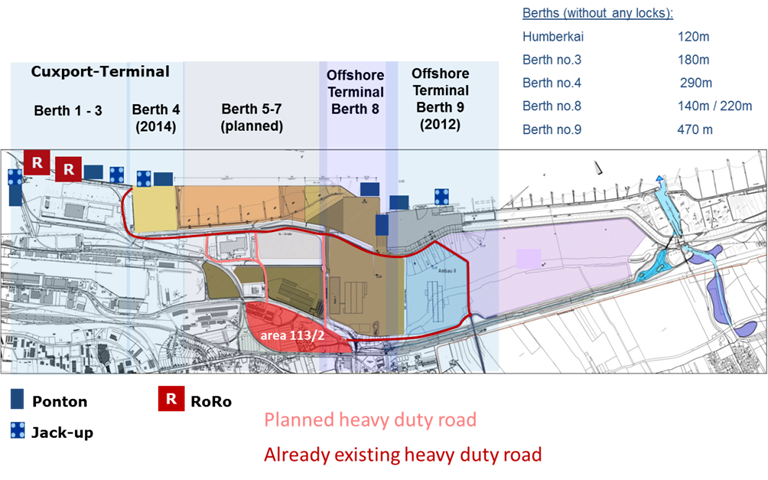 Berths (without any locks):
Humberkai 120m
Berth no.3 180m
Berth no.4 290m
Berth no.8 140m / 220m
Berth no.9 470 m
Cuxport-Terminal
Berth 1 - 3
Berth 4
(2014)
Berth 5-7
(planned)
Offshore
Terminal
Berth 8
Offshore
Terminal
Berth 9
(2012)
R
R
area 113/2
Ponton
R RoRo
Jack-up
Planned heavy duty road
Already existing heavy duty road